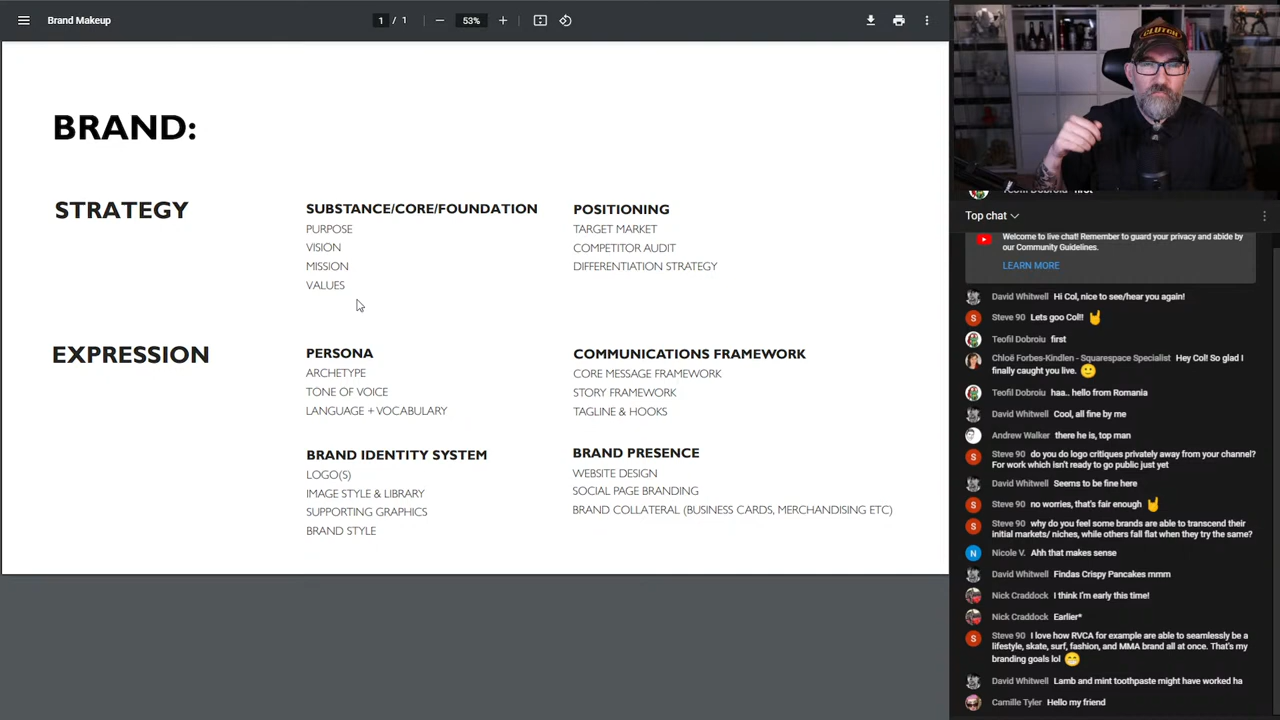 Brand Makeup
1 / 1
53%
BRAND:
STRATEGY
SUBSTANCE/CORE/FOUNDATION
PURPOSE
VISION
MISSION
VALUES
POSITIONING
TARGET MARKET
COMPETITOR AUDIT
DIFFERENTIATION STRATEGY
EXPRESSION
PERSONA
ARCHETYPE
TONE OF VOICE
LANGUAGE + VOCABULARY
COMMUNICATIONS FRAMEWORK
CORE MESSAGE FRAMEWORK
STORY FRAMEWORK
TAGLINE & HOOKS
BRAND IDENTITY SYSTEM
LOGO(S)
IMAGE STYLE & LIBRARY
SUPPORTING GRAPHICS
BRAND STYLE
BRAND PRESENCE
WEBSITE DESIGN
SOCIAL PAGE BRANDING
BRAND COLLATERAL (BUSINESS CARDS, MERCHANDISING ETC)
CLUTCH
Top chat
Welcome to live chat! Remember to guard your privacy and abide by
our Community Guidelines.
LEARN MORE
David Whitwell Hi Col, nice to see/hear you again!
S Steve 90 Lets goo Col!!
Teofil Dobroiu first
Chloë Forbes-Kindlen - Squarespace Specialist Hey Col! So glad I
finally caught you live.
Teofil Dobroiu haa.. hello from Romania
David Whitwell Cool, all fine by me
Andrew Walker there he is, top man
S Steve 90 do you do logo critiques privately away from your channel?
For work which isn't ready to go public just yet
David Whitwell Seems to be fine here
S Steve 90 no worries, that's fair enough
S Steve 90 why do you feel some brands are able to transcend their
initial markets/ niches, while others fall flat when they try the same?
N Nicole V. Ahh that makes sense
David Whitwell Findas Crispy Pancakes mmm
Nick Craddock I think I'm early this time!
Nick Craddock Earlier*
S Steve 90 I love how RVCA for example are able to seamlessly be a
lifestyle, skate, surf, fashion, and MMA brand all at once. That's my
branding goals lol
David Whitwell Lamb and mint toothpaste might have worked ha
Camille Tyler Hello my friend